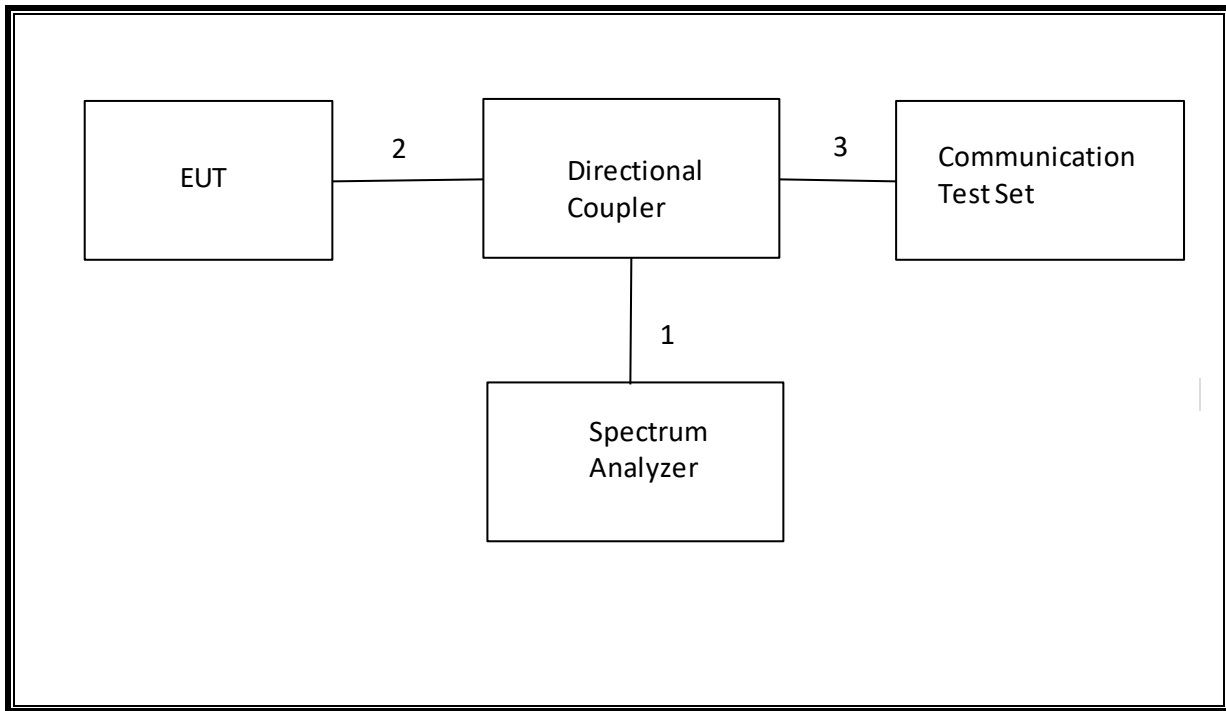 2
3
EUT
Directional
Coupler
Communication
Test Set
1
Spectrum
Analyzer